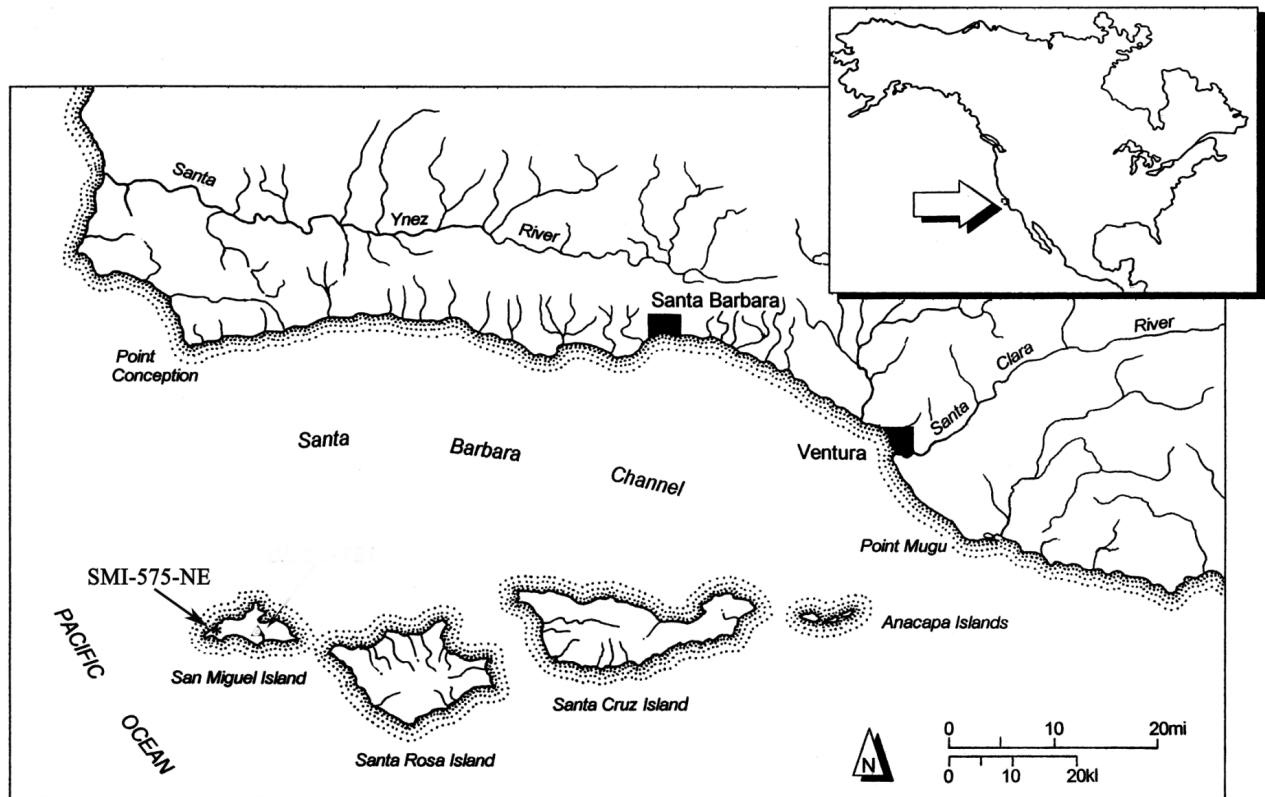 Santa
Ynez
River
Santa Barbara
River
Clara
Santa
Point
Conception
Santa
Barbara
Channel
Ventura
Point Mugu
SMI-575-NE
Anacapa Islands
PACIFIC
OCEAN
San Miguel Island
Santa Cruz Island
Santa Rosa Island
N
0 10 20mi
0 10 20kl